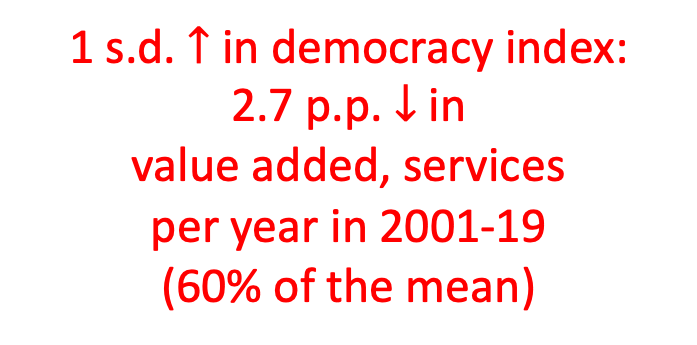 1 s.d. ↑ in democracy index:
2.7 p.p. ↓ in
value added, services
per year in 2001-19
(60% of the mean)